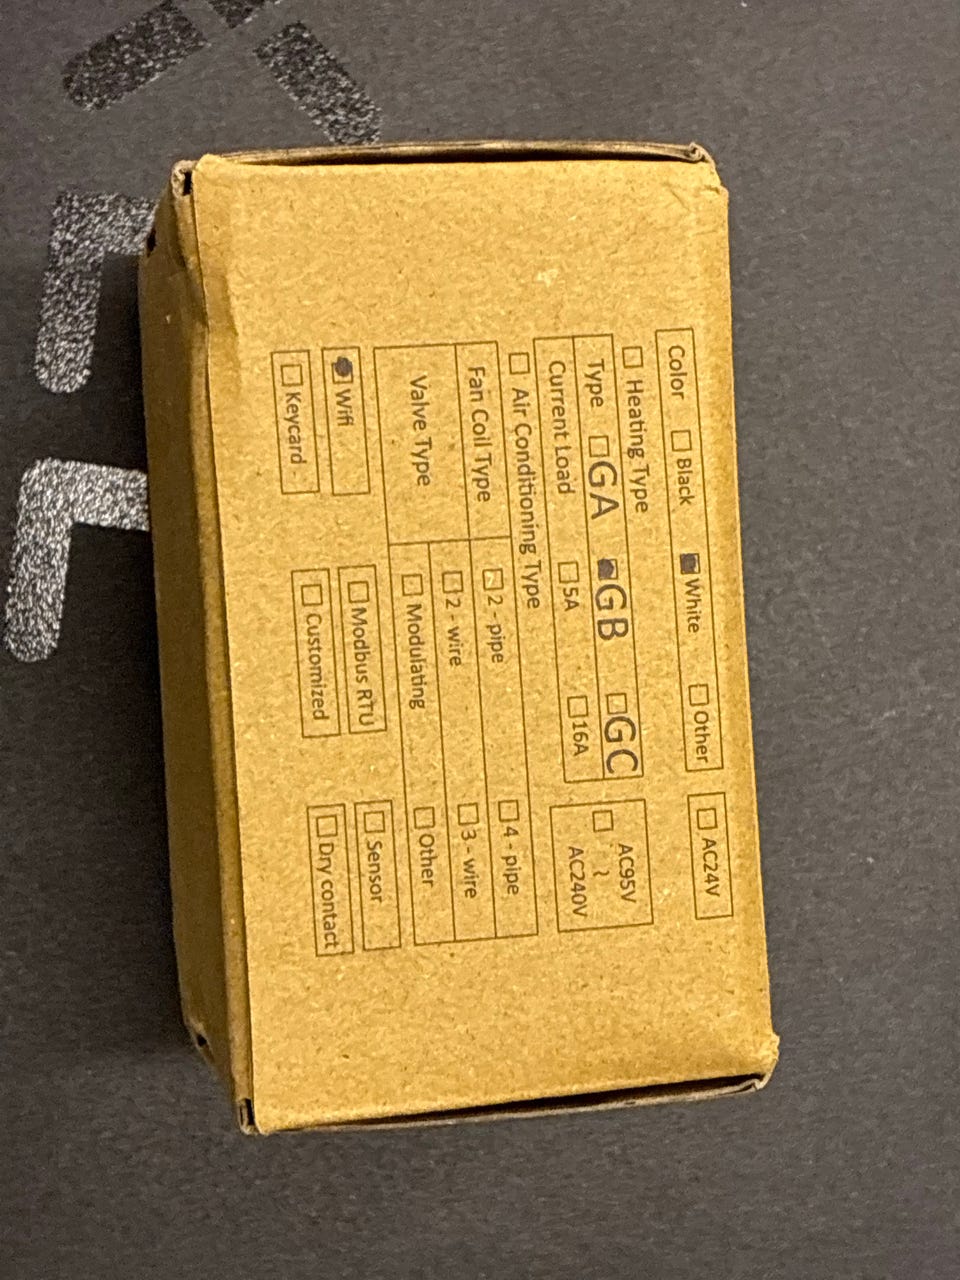 Color □ Black ■ White □ Other □ AC24V
□ Heating Type
Type □ GA ■ GB □ GC □ AC95V
~
AC240V
Current Load □ 5A □ 16A
□ Air Conditioning Type
Fan Coil Type □ 2 - pipe □ 4 - pipe
Valve Type □ 2 - wire □ 3 - wire
□ Modulating □ Other
■ Wifi □ Modbus RTU □ Sensor
□ Keycard □ Customized □ Dry contact